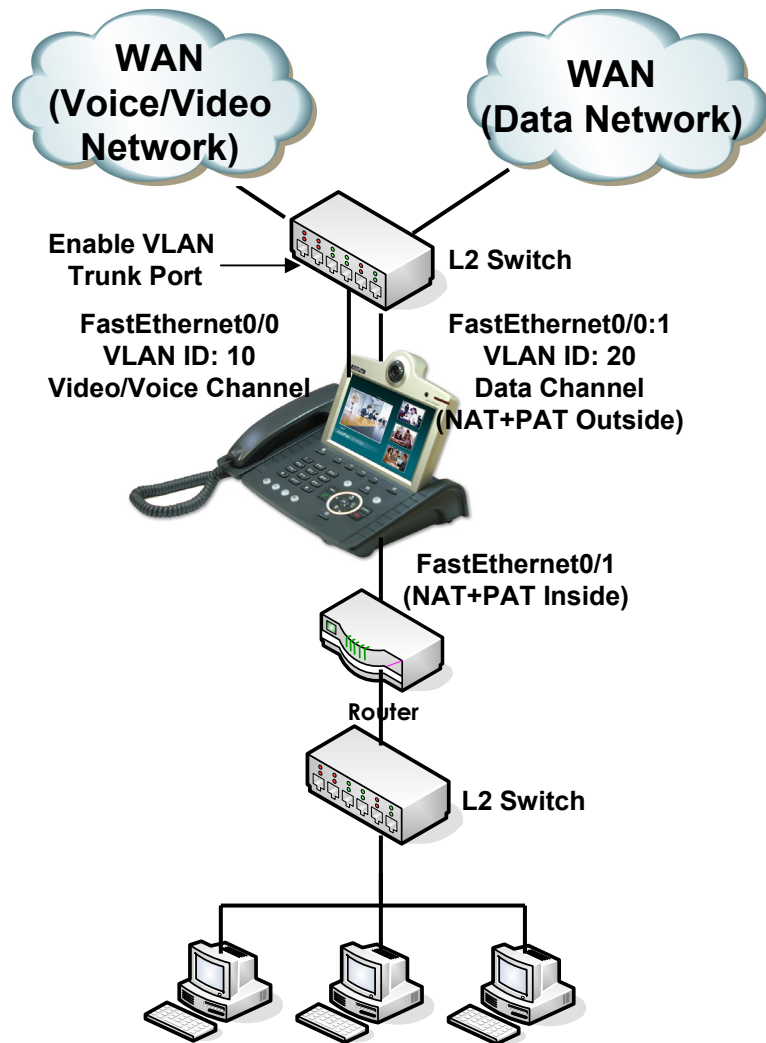 WAN
(Voice/Video
Network)
WAN
(Data Network)
Enable VLAN
Trunk Port
L2 Switch
FastEthernet0/0
VLAN ID: 10
Video/Voice Channel
FastEthernet0/0:1
VLAN ID: 20
Data Channel
(NAT+PAT Outside)
FastEthernet0/1
(NAT+PAT Inside)
Router
L2 Switch